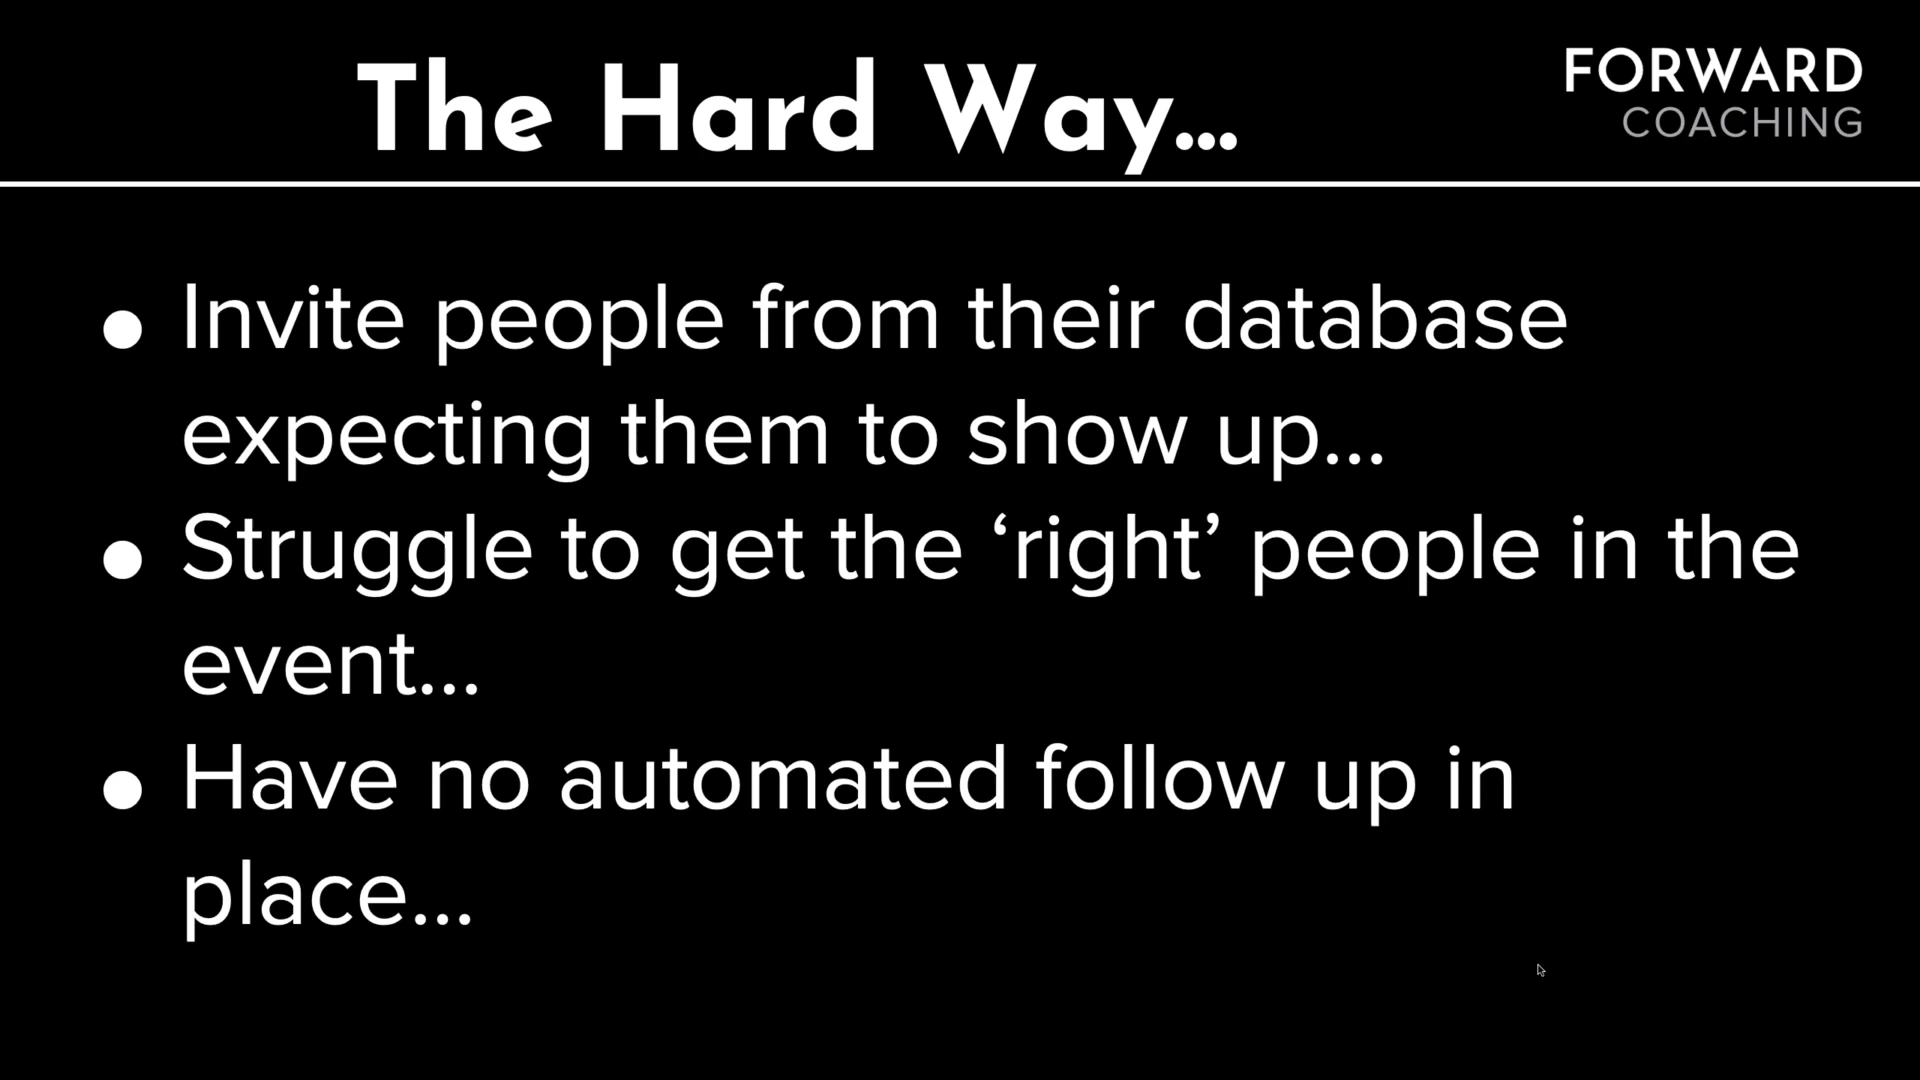 The Hard Way...
FORWARD
COACHING
• Invite people from their database
expecting them to show up...
• Struggle to get the ‘right’ people in the
event...
• Have no automated follow up in
place...